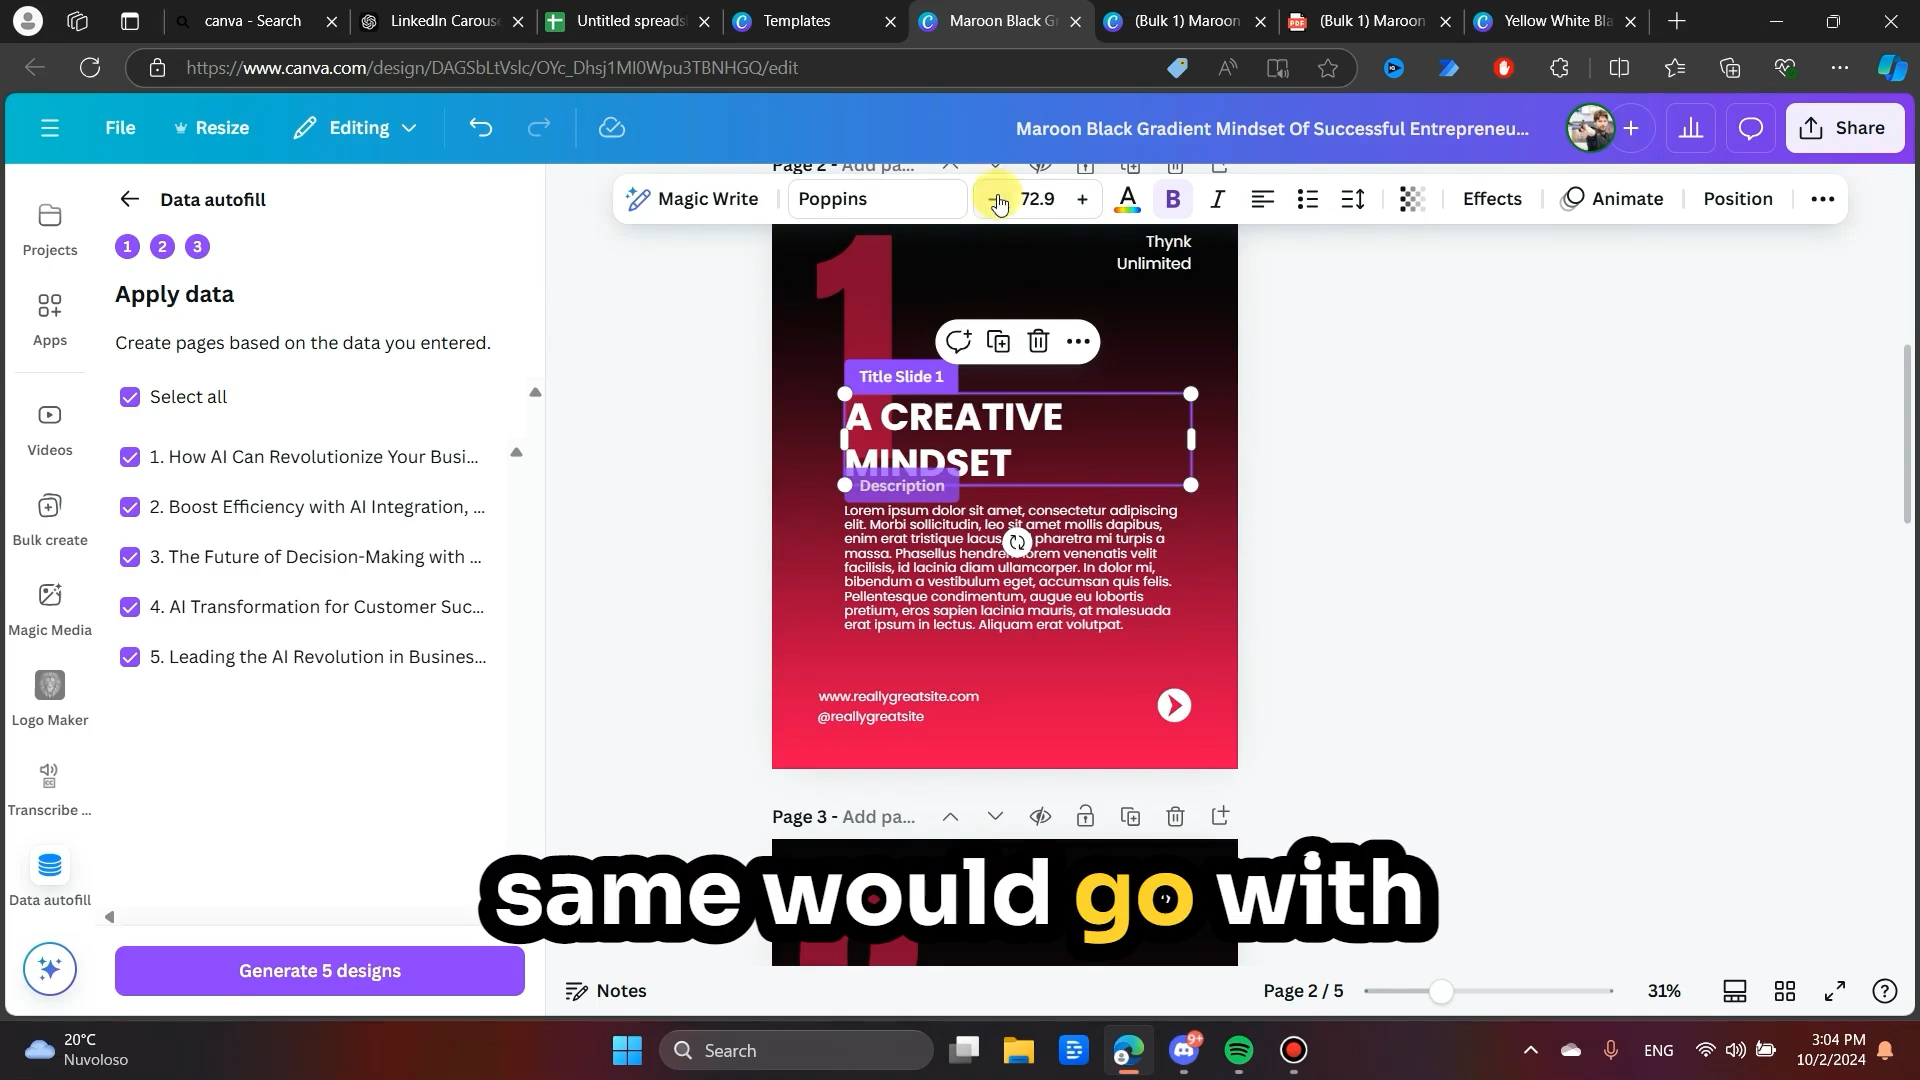 canva - Search
LinkedIn Carouse
Untitled spreads
Templates
Maroon Black G
(Bulk 1) Maroon
(Bulk 1) Maroon
Yellow White Bla
https://www.canva.com/design/DAGSbLtVslc/OYc_Dhsj1MI0Wpu3TBNHGQ/edit
File
Resize
Editing
Maroon Black Gradient Mindset Of Successful Entrepreneu...
Share
Page 2 - Add pa...
Magic Write
Poppins
72.9
+
A
B
I
Effects
Animate
Position
Projects
Apps
Videos
Bulk create
Magic Media
Logo Maker
Transcribe ...
Data autofill
Data autofill
1
2
3
Apply data
Create pages based on the data you entered.
Select all
1. How AI Can Revolutionize Your Busi...
2. Boost Efficiency with AI Integration, ...
3. The Future of Decision-Making with ...
4. AI Transformation for Customer Suc...
5. Leading the AI Revolution in Busines...
Generate 5 designs
1
Thynk
Unlimited
Title Slide 1
A CREATIVE
MINDSET
Description
Lorem ipsum dolor sit amet, consectetur adipiscing
elit. Morbi sollicitudin, leo sit amet mollis dapibus,
enim erat tristique lacus, pharetra mi turpis a
massa. Phasellus hendrerit lorem venenatis velit
facilisis, id lacinia diam ullamcorper. In dolor mi,
bibendum a vestibulum eget, accumsan quis felis.
Pellentesque condimentum, augue eu lobortis
pretium, eros sapien lacinia mauris, at malesuada
erat ipsum in lectus. Aliquam erat volutpat.
www.reallygreatsite.com
@reallygreatsite
Page 3 - Add pa...
same would go with
Notes
Page 2 / 5
31%
20°C
Nuvoloso
Search
9+
ENG
3:04 PM
10/2/2024